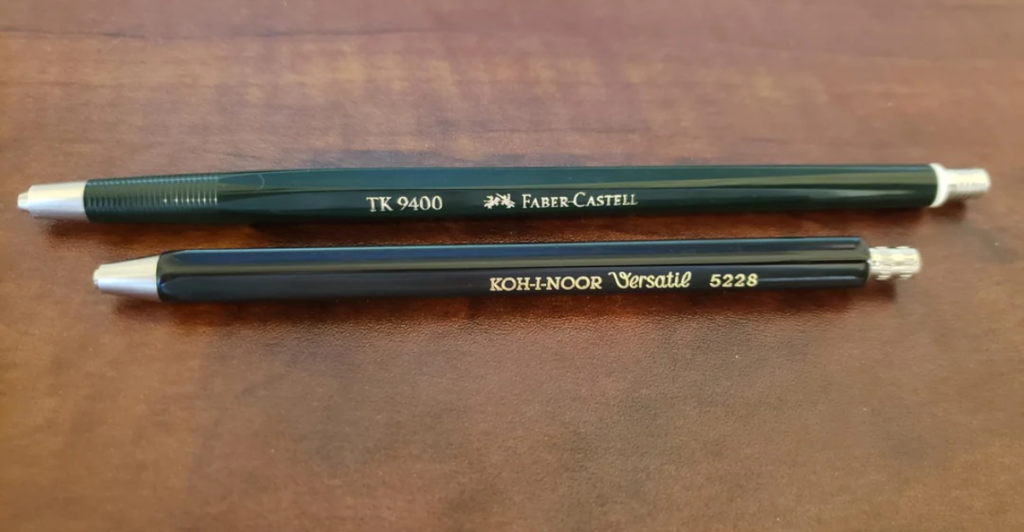 TK 9400 FABER-CASTELL
KOH-I-NOOR Versatil 5228